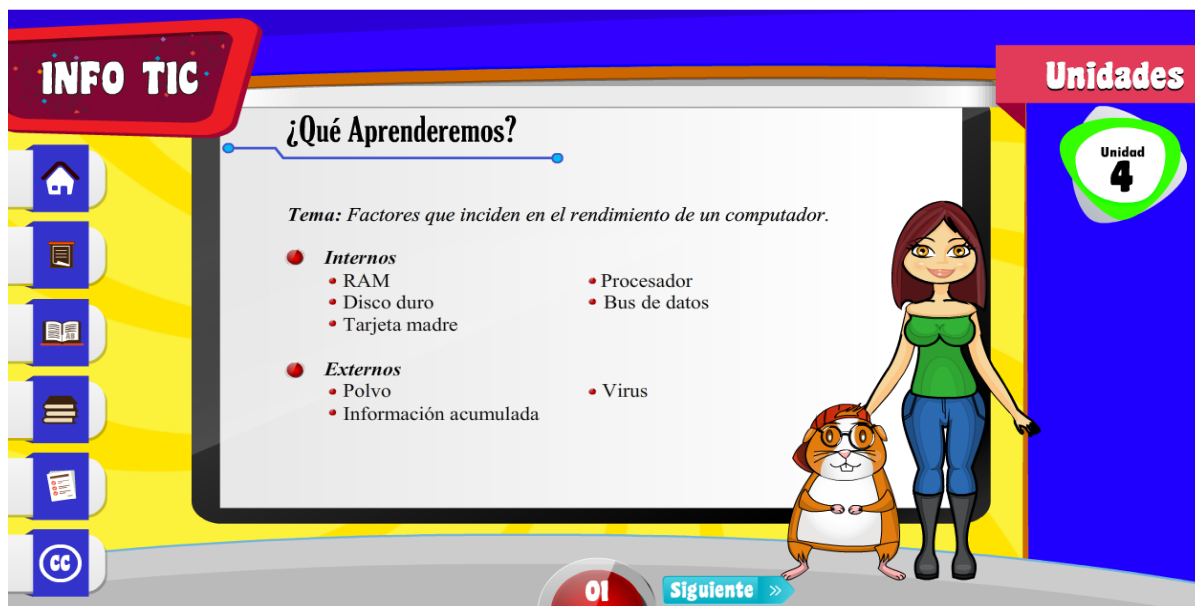 INFO TIC
Unidades
¿Qué Aprenderemos?
Unidad
4
Tema: Factores que inciden en el rendimiento de un computador.
Internos
RAM
Procesador
Disco duro
Bus de datos
Tarjeta madre
Externos
Polvo
Virus
Información acumulada
cc
01
Siguiente »